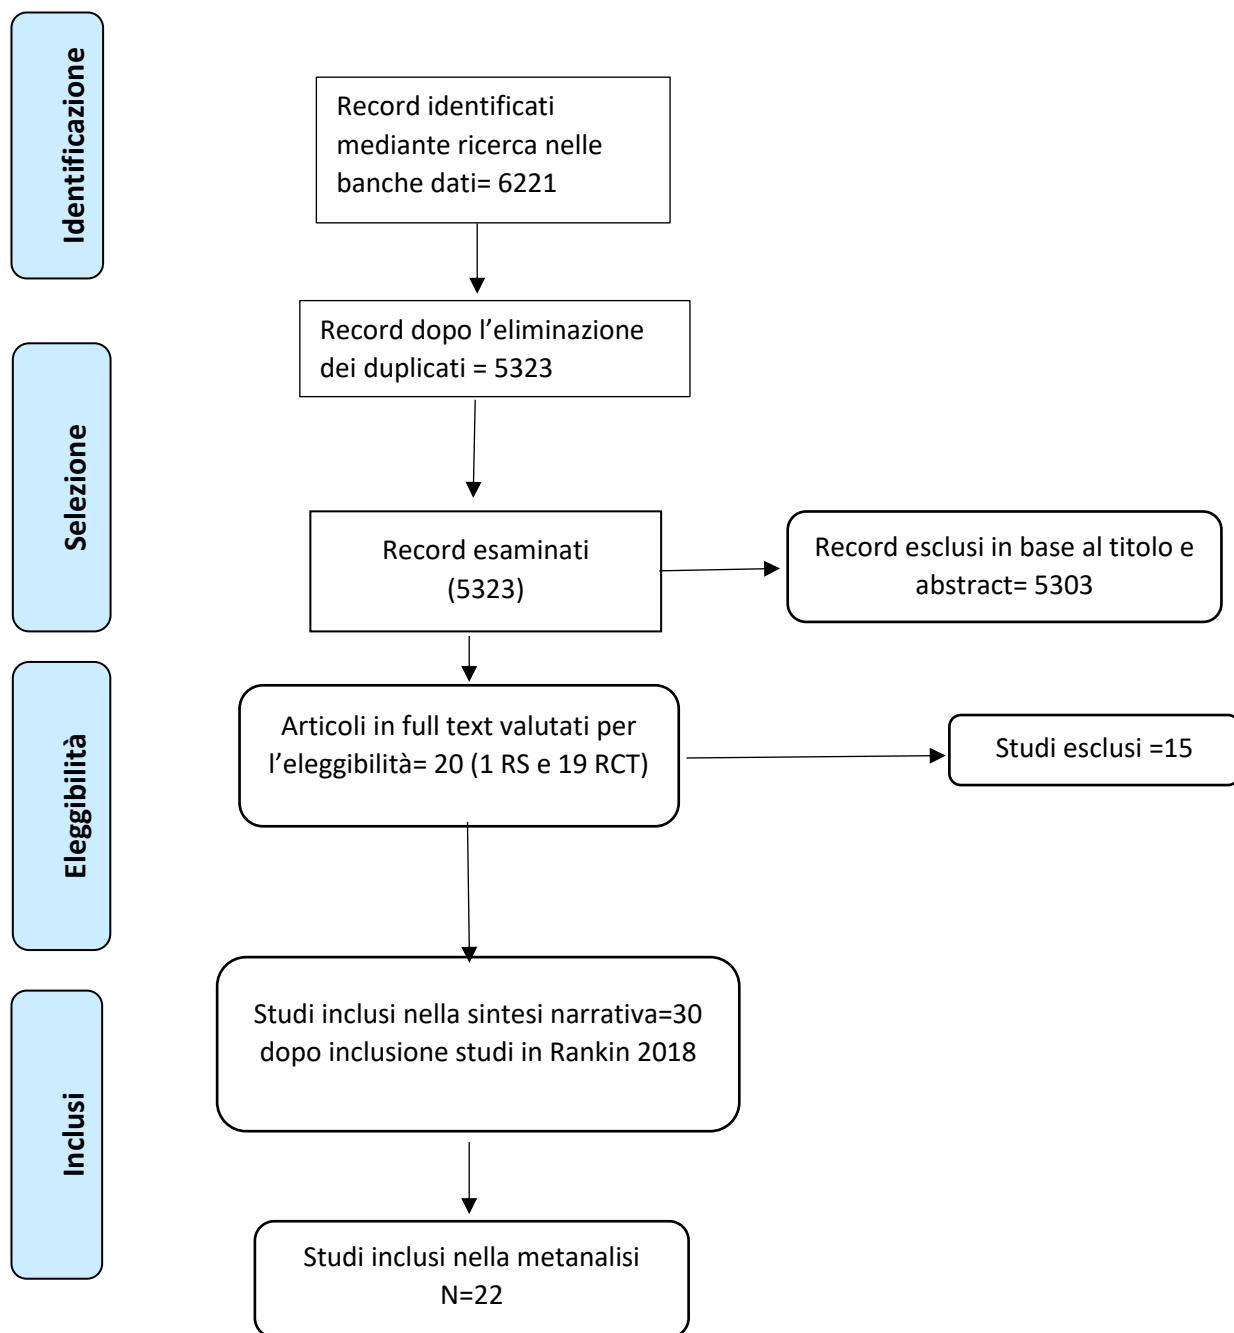 Identificazione
Record identificati
mediante ricerca nelle
banche dati= 6221
Record dopo l’eliminazione
dei duplicati = 5323
Selezione
Record esaminati
(5323)
Record esclusi in base al titolo e
abstract= 5303
Eleggibilità
Articoli in full text valutati per
l’eleggibilità= 20 (1 RS e 19 RCT)
Studi esclusi =15
Inclusi
Studi inclusi nella sintesi narrativa=30
dopo inclusione studi in Rankin 2018
Studi inclusi nella metanalisi
N=22